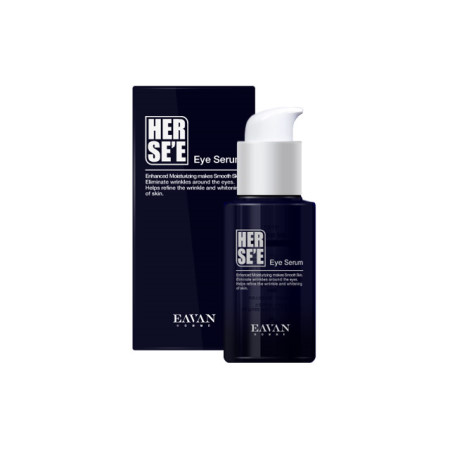 HER
SE'E
Eye Serum
Enhanced Moisturizing makes Smooth Skin.
Eliminate wrinkles around the eyes.
Helps refine the wrinkle and whitening
of skin.
EAVAN
HER
SE'E
Eye Serum
Enhanced Moisturizing makes Smooth Skin.
Eliminate wrinkles around the eyes.
Helps refine the wrinkle and whitening
of skin.
EAVAN